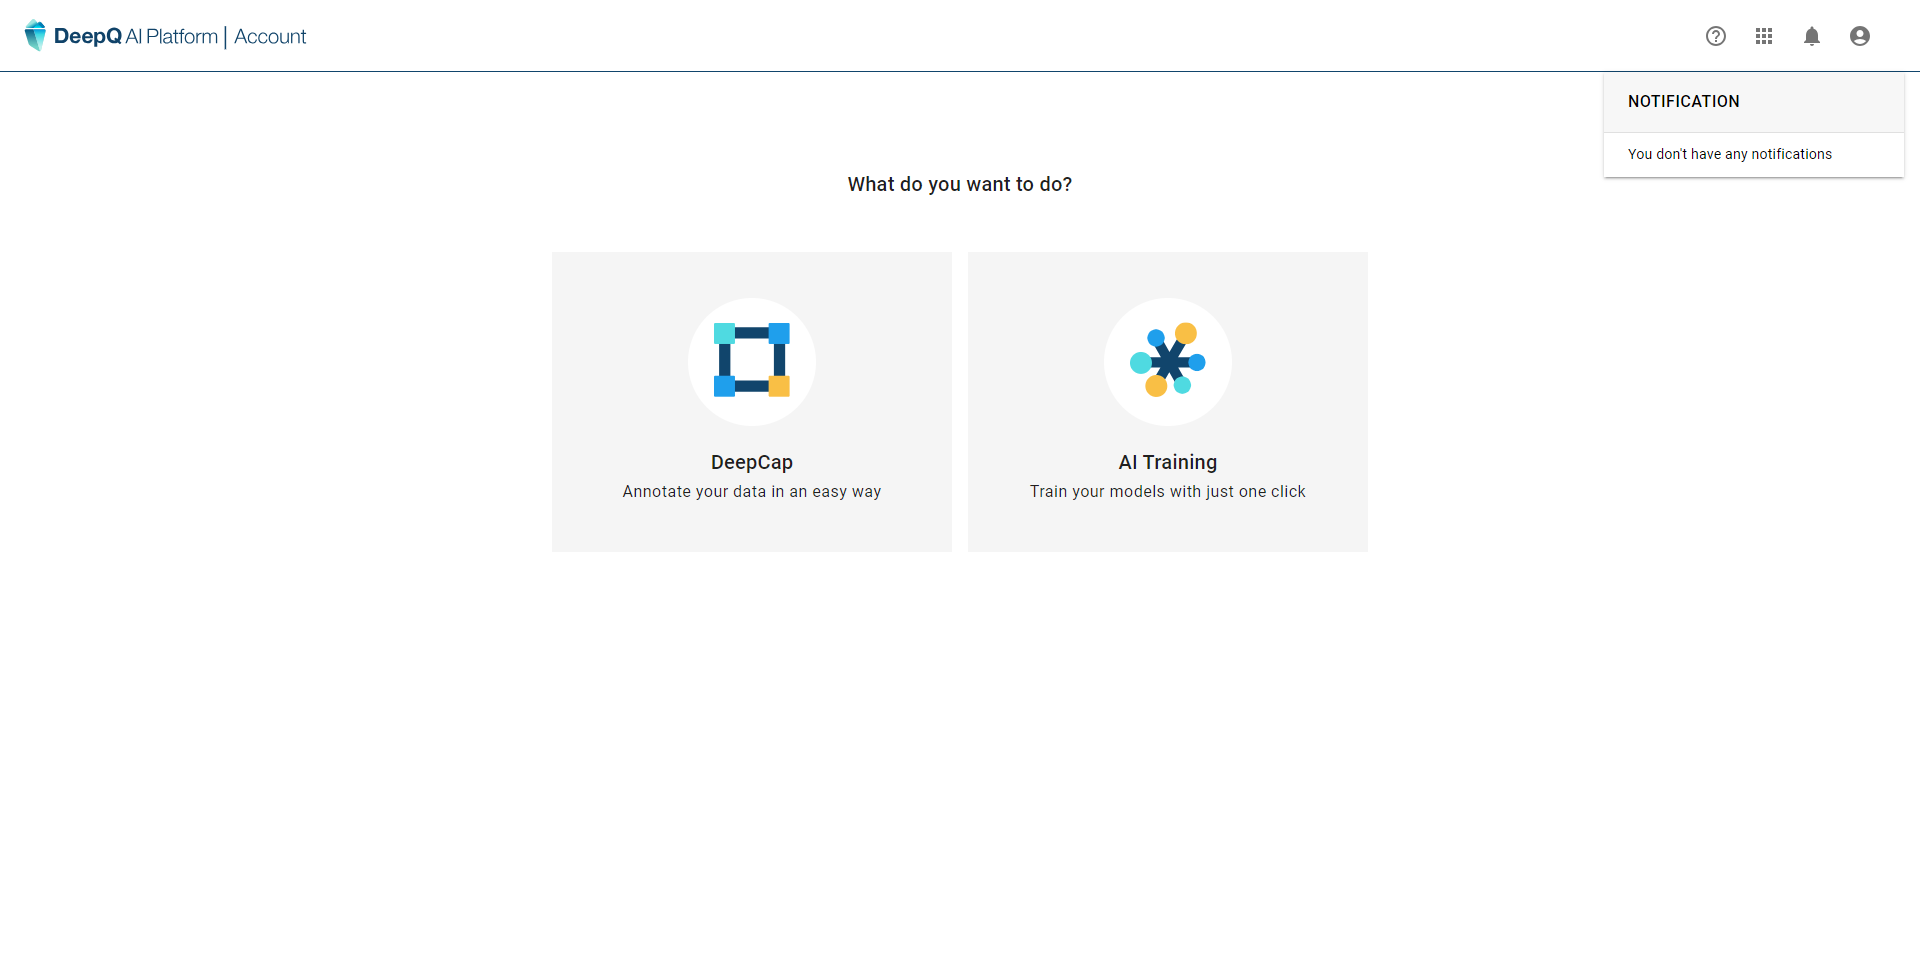 DeepQ AI Platform | Account
NOTIFICATION
You don't have any notifications
What do you want to do?
DeepCap
Annotate your data in an easy way
AI Training
Train your models with just one click